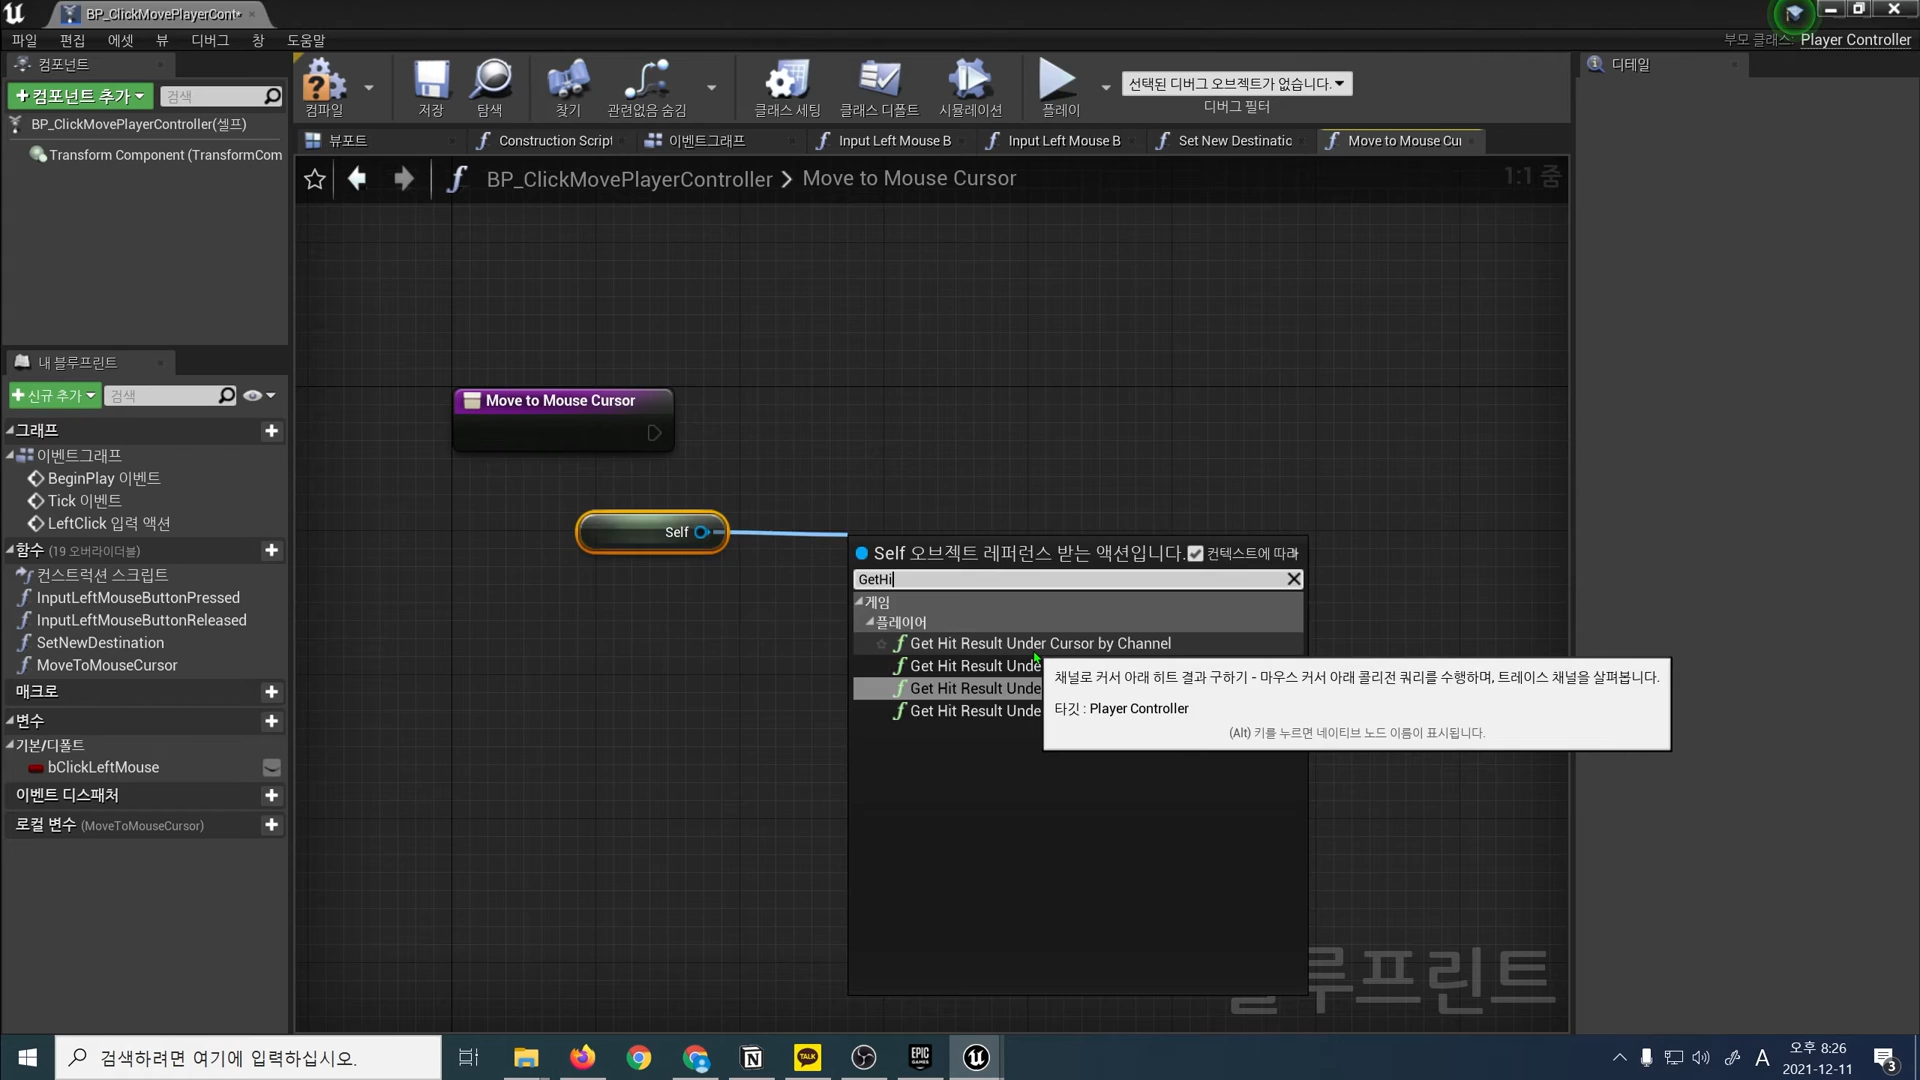 BP_ClickMovePlayerCont*
파일 편집 에셋 뷰 디버그 창 도움말
부모 클래스: Player Controller
컴포넌트
+컴포넌트 추가
검색
BP_ClickMovePlayerController(셀프)
Transform Component (TransformCom
컴파일
저장
탐색
찾기
관련없음 숨김
클래스 세팅
클래스 디폴트
시뮬레이션
플레이
선택된 디버그 오브젝트가 없습니다.
디버그 필터
디테일
뷰포트
Construction Script
이벤트그래프
Input Left Mouse B
Input Left Mouse B
Set New Destinatio
Move to Mouse Cur
BP_ClickMovePlayerController > Move to Mouse Cursor
1:1 줌
내 블루프린트
+신규 추가
검색
그래프
이벤트그래프
BeginPlay 이벤트
Tick 이벤트
LeftClick 입력 액션
함수 (19 오버라이더블)
컨스트럭션 스크립트
InputLeftMouseButtonPressed
InputLeftMouseButtonReleased
SetNewDestination
MoveToMouseCursor
매크로
변수
기본/디폴트
bClickLeftMouse
이벤트 디스패처
로컬 변수 (MoveToMouseCursor)
Move to Mouse Cursor
Self
Self 오브젝트 레퍼런스 받는 액션입니다.
컨텍스트에 따라
GetHi
게임
플레이어
Get Hit Result Under Cursor by Channel
Get Hit Result Unde
Get Hit Result Unde
Get Hit Result Unde
채널로 커서 아래 히트 결과 구하기 - 마우스 커서 아래 콜리전 쿼리를 수행하며, 트레이스 채널을 살펴봅니다.
타깃 : Player Controller
(Alt) 키를 누르면 네이티브 노드 이름이 표시됩니다.
루프린트
검색하려면 여기에 입력하십시오.
TALK
EPIC GAMES
A
오후 8:26
2021-12-11
3